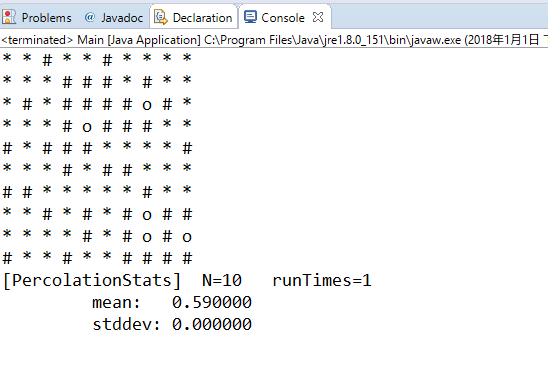 Problems @ Javadoc Declaration Console
<terminated> Main [Java Application] C:\Program Files\Java\jre1.8.0_151\bin\javaw.exe (2018年1月1日 下
* * # * * # * * * *
* * * # # # * # * *
* # * # # # # o # *
* * * # o # # # * *
# * # # # * * * * #
* * * # * # # * * *
# # * * * * * # * *
* * # * # * # o # #
* * * * # * # o # o
# * * # * * # # # #
[PercolationStats] N=10 runTimes=1
mean: 0.590000
stddev: 0.000000